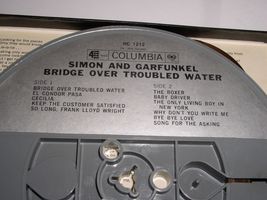 HC 1212
COLUMBIA
SIMON AND GARFUNKEL
BRIDGE OVER TROUBLED WATER
SIDE 1
BRIDGE OVER TROUBLED WATER
EL CONDOR PASA
CECILIA
KEEP THE CUSTOMER SATISFIED
SO LONG, FRANK LLOYD WRIGHT
SIDE 2
THE BOXER
BABY DRIVER
THE ONLY LIVING BOY IN
NEW YORK
WHY DON'T YOU WRITE ME
BYE BYE LOVE
SONG FOR THE ASKING